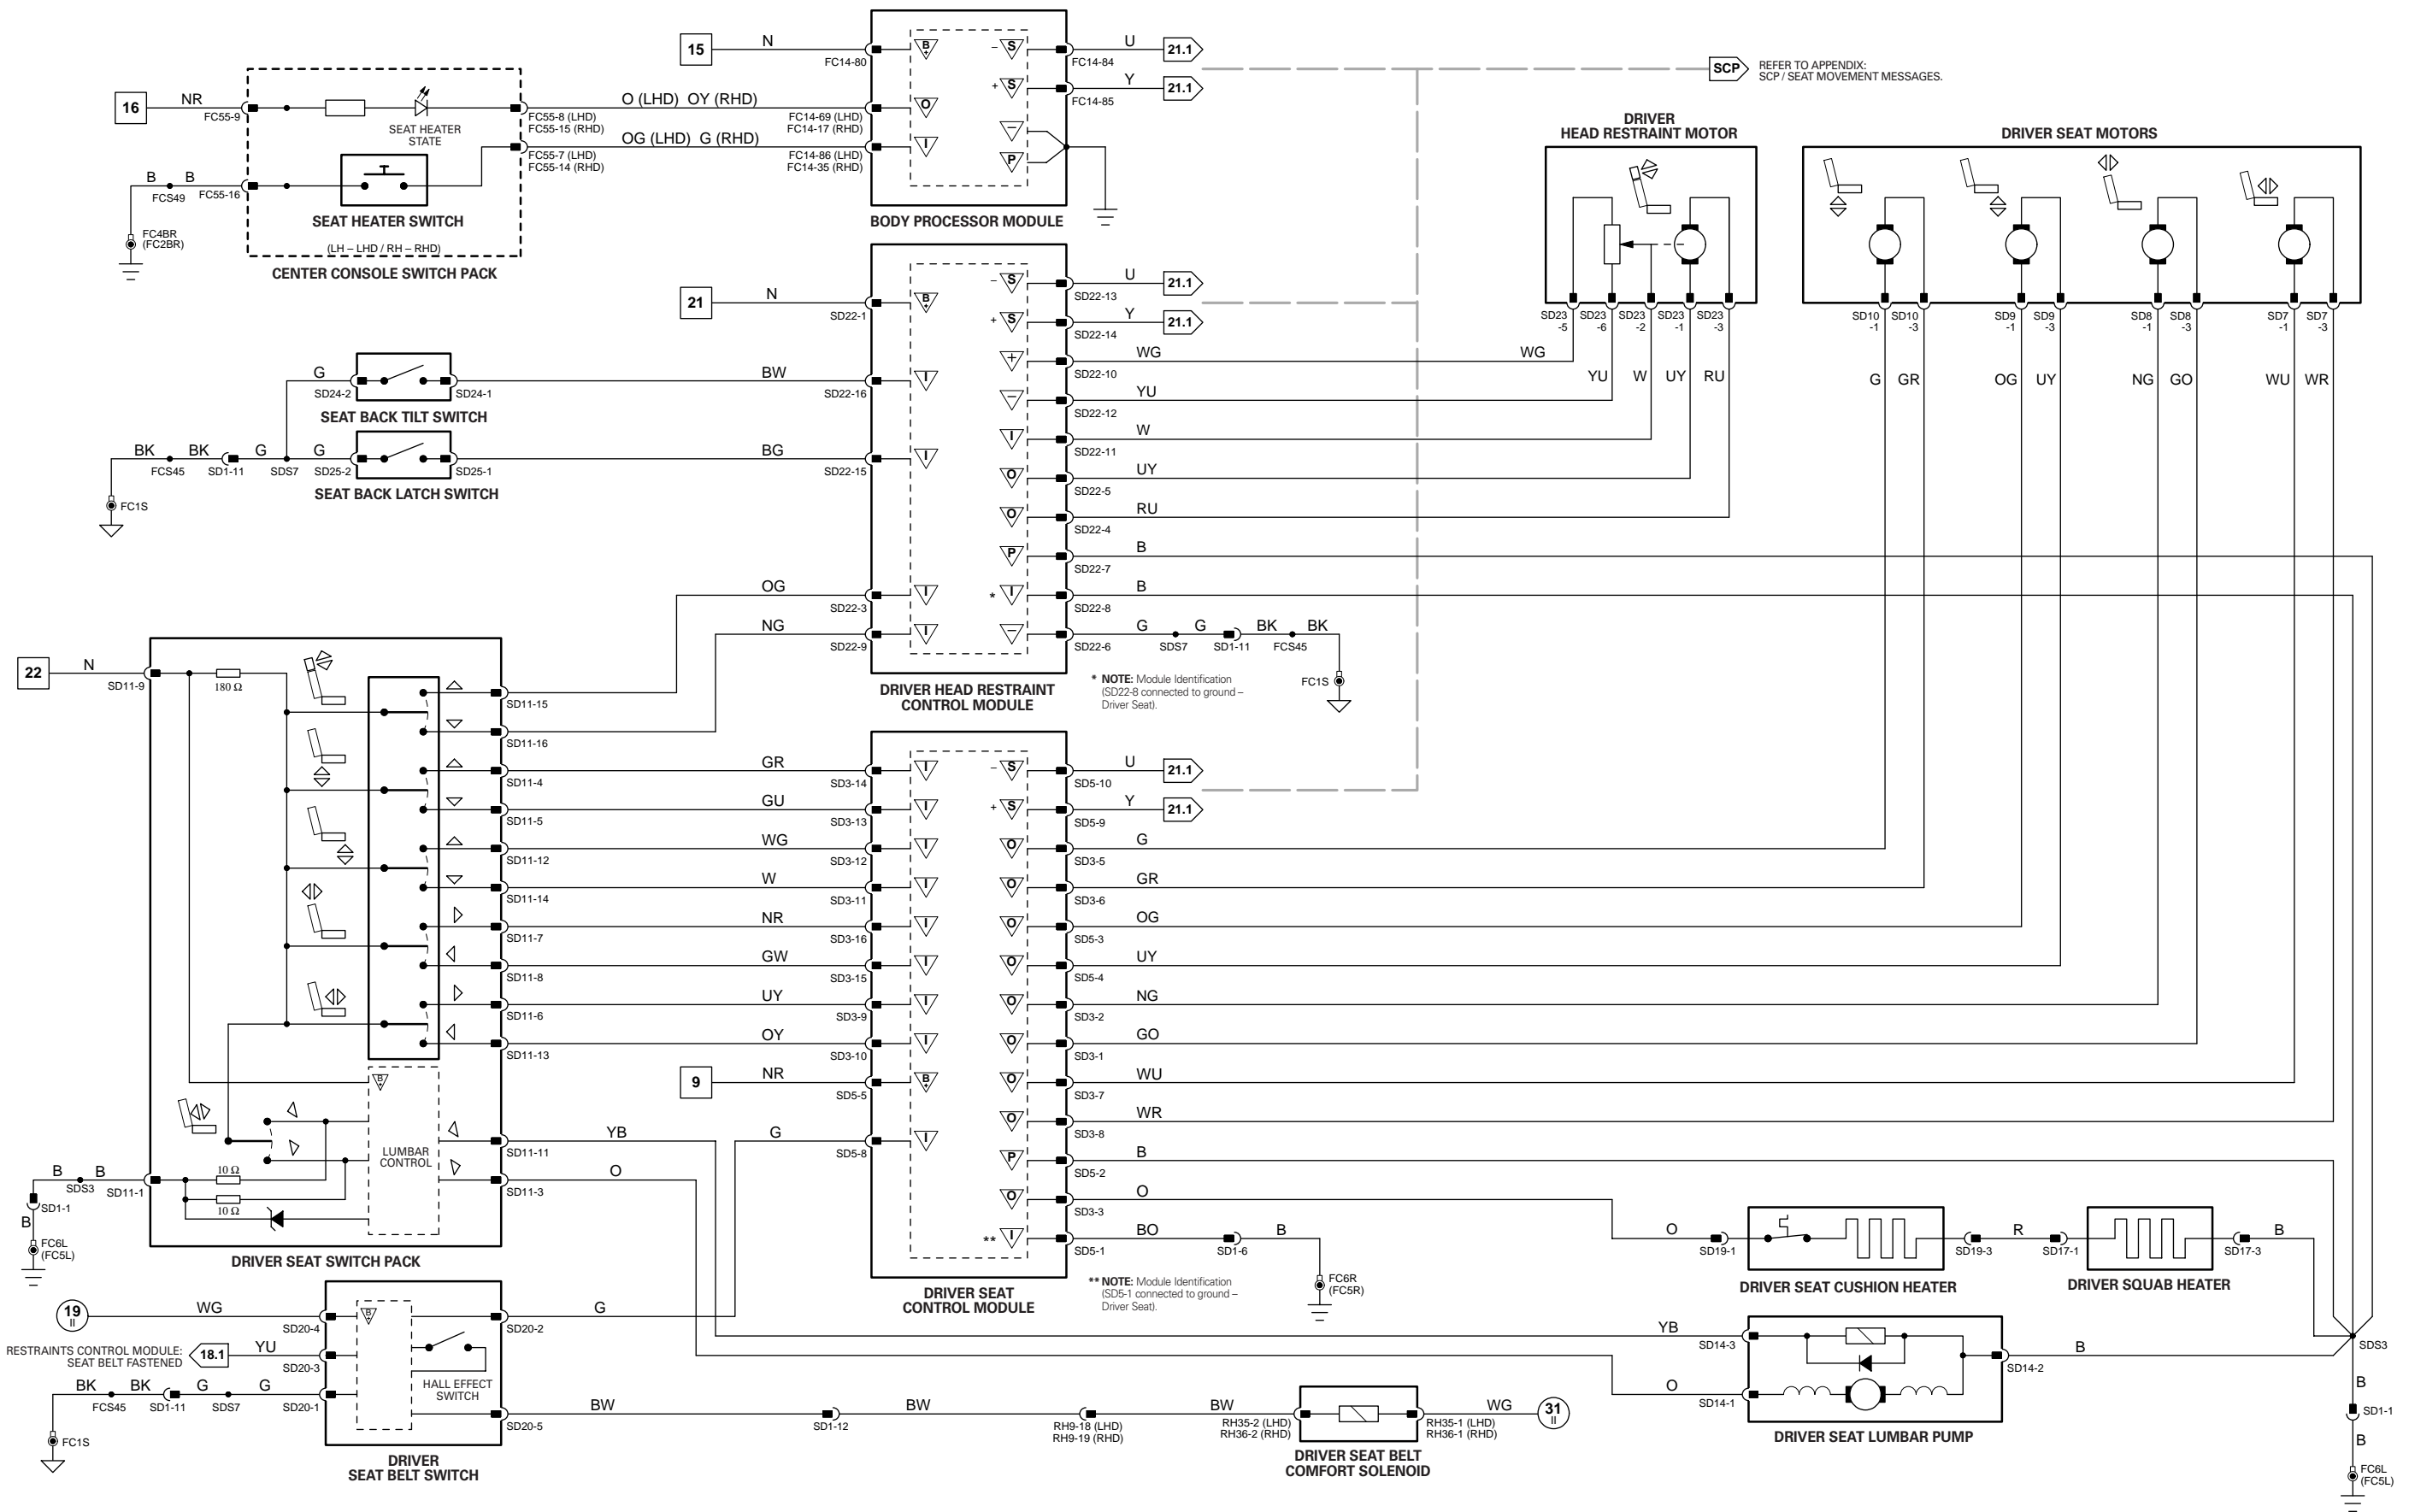 15
N
FC14-80
B+
– S
U
21.1
FC14-84
+ S
Y
21.1
FC14-85
SCP
REFER TO APPENDIX:
SCP / SEAT MOVEMENT MESSAGES.
16
NR
FC55-9
SEAT HEATER
STATE
O (LHD) OY (RHD)
FC55-8 (LHD)
FC55-15 (RHD)
FC14-69 (LHD)
FC14-17 (RHD)
O
OG (LHD) G (RHD)
FC55-7 (LHD)
FC55-14 (RHD)
FC14-86 (LHD)
FC14-35 (RHD)
I
–
P
B
B
FCS49
FC55-16
FC4BR
(FC2BR)
SEAT HEATER SWITCH
(LH – LHD / RH – RHD)
CENTER CONSOLE SWITCH PACK
BODY PROCESSOR MODULE
DRIVER
HEAD RESTRAINT MOTOR
DRIVER SEAT MOTORS
SD23
-5
SD23
-6
SD23
-2
SD23
-1
SD23
-3
SD10
-1
SD10
-3
SD9
-1
SD9
-3
SD8
-1
SD8
-3
SD7
-1
SD7
-3
WG
YU
W
UY
RU
G
GR
OG
UY
NG
GO
WU
WR
21
N
SD22-1
B+
– S
U
21.1
SD22-13
+ S
Y
21.1
SD22-14
+
WG
SD22-10
–
YU
SD22-12
I
W
SD22-11
O
UY
SD22-5
O
RU
SD22-4
P
B
SD22-7
* I
B
SD22-8
–
G
SD22-6
SDS7
G
SD1-11
BK
FCS45
BK
FC1S
G
SD24-2
SD24-1
BW
SD22-16
I
SEAT BACK TILT SWITCH
BK
FCS45
BK
SD1-11
G
SDS7
G
SD25-2
SD25-1
BG
SD22-15
I
SEAT BACK LATCH SWITCH
FC1S
OG
SD22-3
I
NG
SD22-9
I
DRIVER HEAD RESTRAINT
CONTROL MODULE
* NOTE: Module Identification
(SD22-8 connected to ground –
Driver Seat).
22
N
SD11-9
180 Ω
SD11-15
SD11-16
SD11-4
GR
SD3-14
I
SD11-5
GU
SD3-13
I
SD11-12
WG
SD3-12
I
SD11-14
W
SD3-11
I
SD11-7
NR
SD3-16
I
SD11-8
GW
SD3-15
I
SD11-6
UY
SD3-9
I
SD11-13
OY
SD3-10
I
9
NR
SD5-5
B+
G
SD5-8
I
– S
U
21.1
SD5-10
+ S
Y
21.1
SD5-9
O
G
SD3-5
O
GR
SD3-6
O
OG
SD5-3
O
UY
SD5-4
O
NG
SD3-2
O
GO
SD3-1
O
WU
SD3-7
O
WR
SD3-8
P
B
SD5-2
O
O
SD3-3
** I
BO
SD5-1
SD1-6
B
FC6R
(FC5R)
DRIVER SEAT
CONTROL MODULE
** NOTE: Module Identification
(SD5-1 connected to ground –
Driver Seat).
B+
LUMBAR
CONTROL
YB
SD11-11
O
SD11-3
B
SDS3
B
SD11-1
10 Ω
10 Ω
SD1-1
B
FC6L
(FC5L)
DRIVER SEAT SWITCH PACK
19
II
WG
SD20-4
B+
G
SD20-2
RESTRAINTS CONTROL MODULE:
SEAT BELT FASTENED
18.1
YU
SD20-3
BK
FCS45
BK
SD1-11
G
SDS7
G
SD20-1
FC1S
HALL EFFECT
SWITCH
BW
SD20-5
SD1-12
BW
RH9-18 (LHD)
RH9-19 (RHD)
BW
RH35-2 (LHD)
RH36-2 (RHD)
RH35-1 (LHD)
RH36-1 (RHD)
WG
31
II
DRIVER
SEAT BELT SWITCH
DRIVER SEAT BELT
COMFORT SOLENOID
O
SD19-1
SD19-3
R
SD17-1
SD17-3
B
DRIVER SEAT CUSHION HEATER
DRIVER SQUAB HEATER
YB
SD14-3
O
SD14-1
SD14-2
B
SDS3
DRIVER SEAT LUMBAR PUMP
B
SD1-1
B
FC6L
(FC5L)